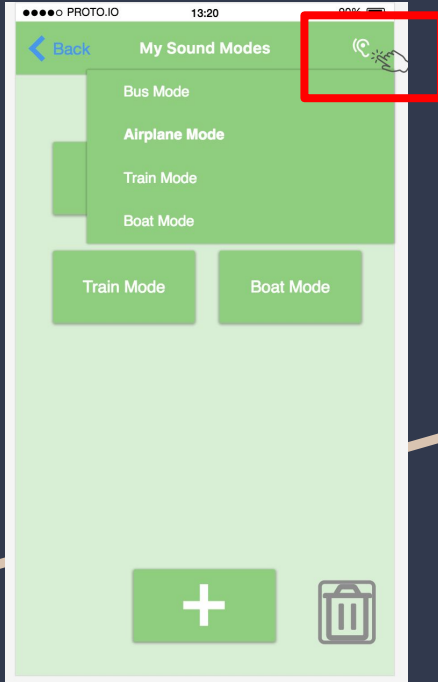 PROTO.IO 13:20 90%
Back My Sound Modes
Bus Mode
Airplane Mode
Train Mode
Boat Mode
Train Mode Boat Mode